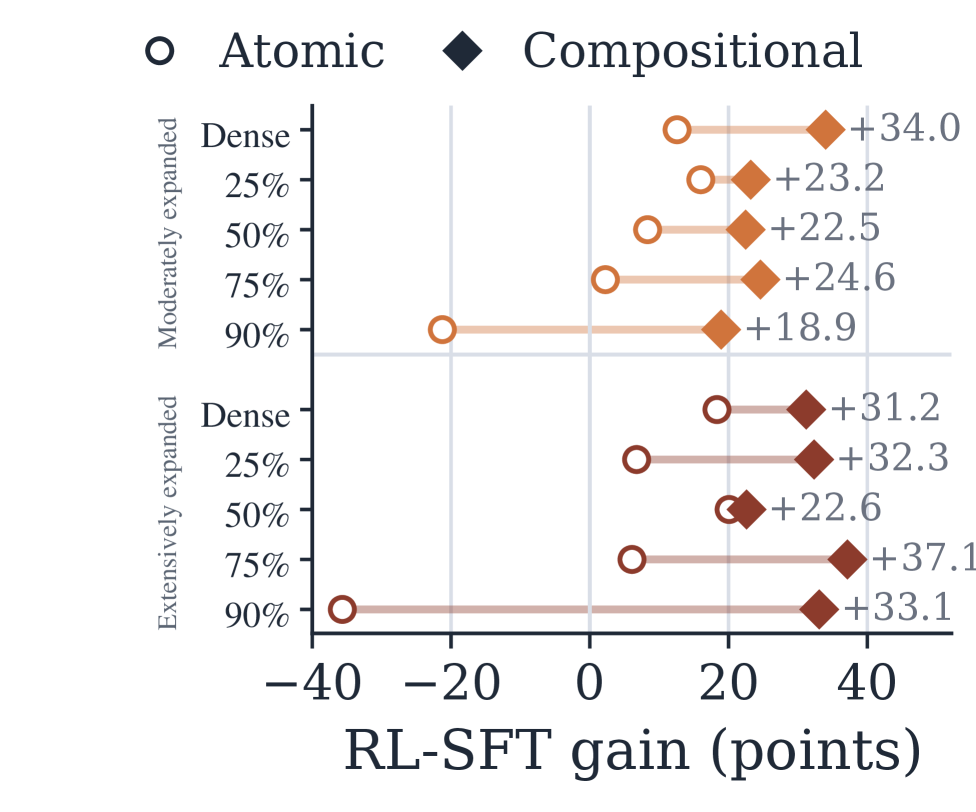 Atomic Compositional
Moderately expanded
Dense +34.0
25% +23.2
50% +22.5
75% +24.6
90% +18.9
Extensively expanded
Dense +31.2
25% +32.3
50% +22.6
75% +37.1
90% +33.1
−40 −20 0 20 40
RL-SFT gain (points)